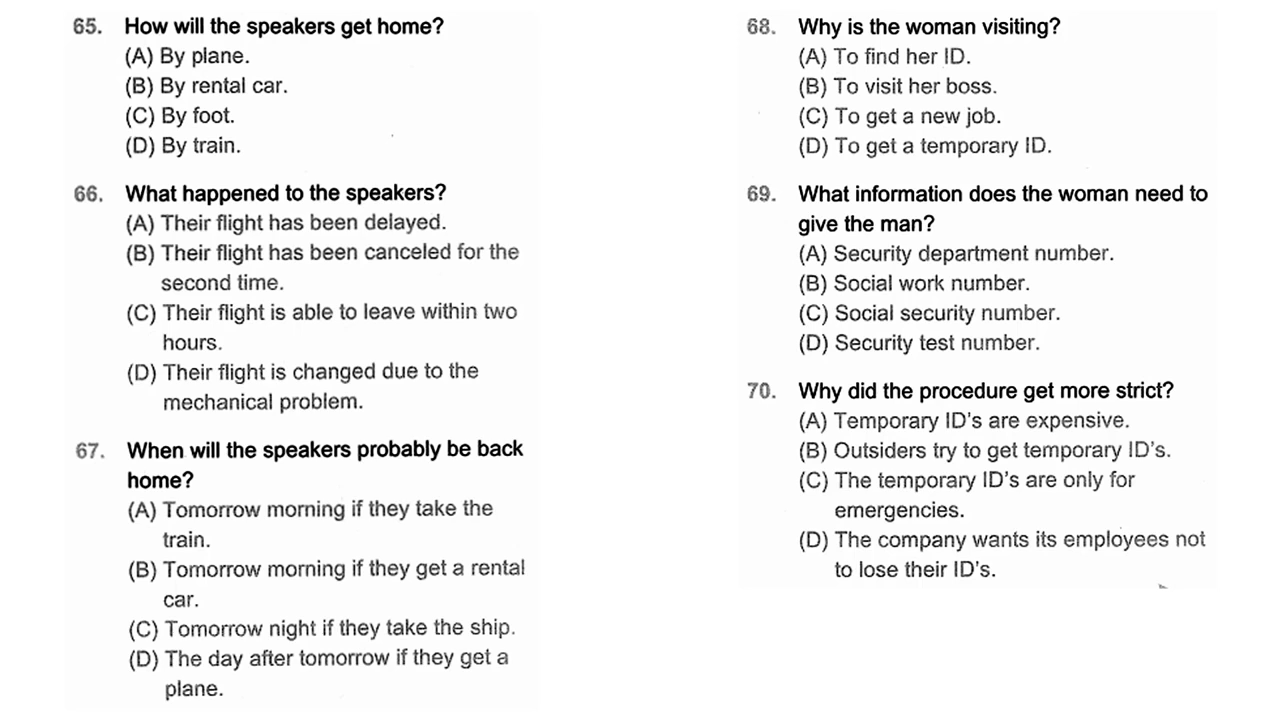 65. How will the speakers get home?
(A) By plane.
(B) By rental car.
(C) By foot.
(D) By train.
66. What happened to the speakers?
(A) Their flight has been delayed.
(B) Their flight has been canceled for the
second time.
(C) Their flight is able to leave within two
hours.
(D) Their flight is changed due to the
mechanical problem.
67. When will the speakers probably be back
home?
(A) Tomorrow morning if they take the
train.
(B) Tomorrow morning if they get a rental
car.
(C) Tomorrow night if they take the ship.
(D) The day after tomorrow if they get a
plane.
68. Why is the woman visiting?
(A) To find her ID.
(B) To visit her boss.
(C) To get a new job.
(D) To get a temporary ID.
69. What information does the woman need to
give the man?
(A) Security department number.
(B) Social work number.
(C) Social security number.
(D) Security test number.
70. Why did the procedure get more strict?
(A) Temporary ID's are expensive.
(B) Outsiders try to get temporary ID's.
(C) The temporary ID's are only for
emergencies.
(D) The company wants its employees not
to lose their ID's.